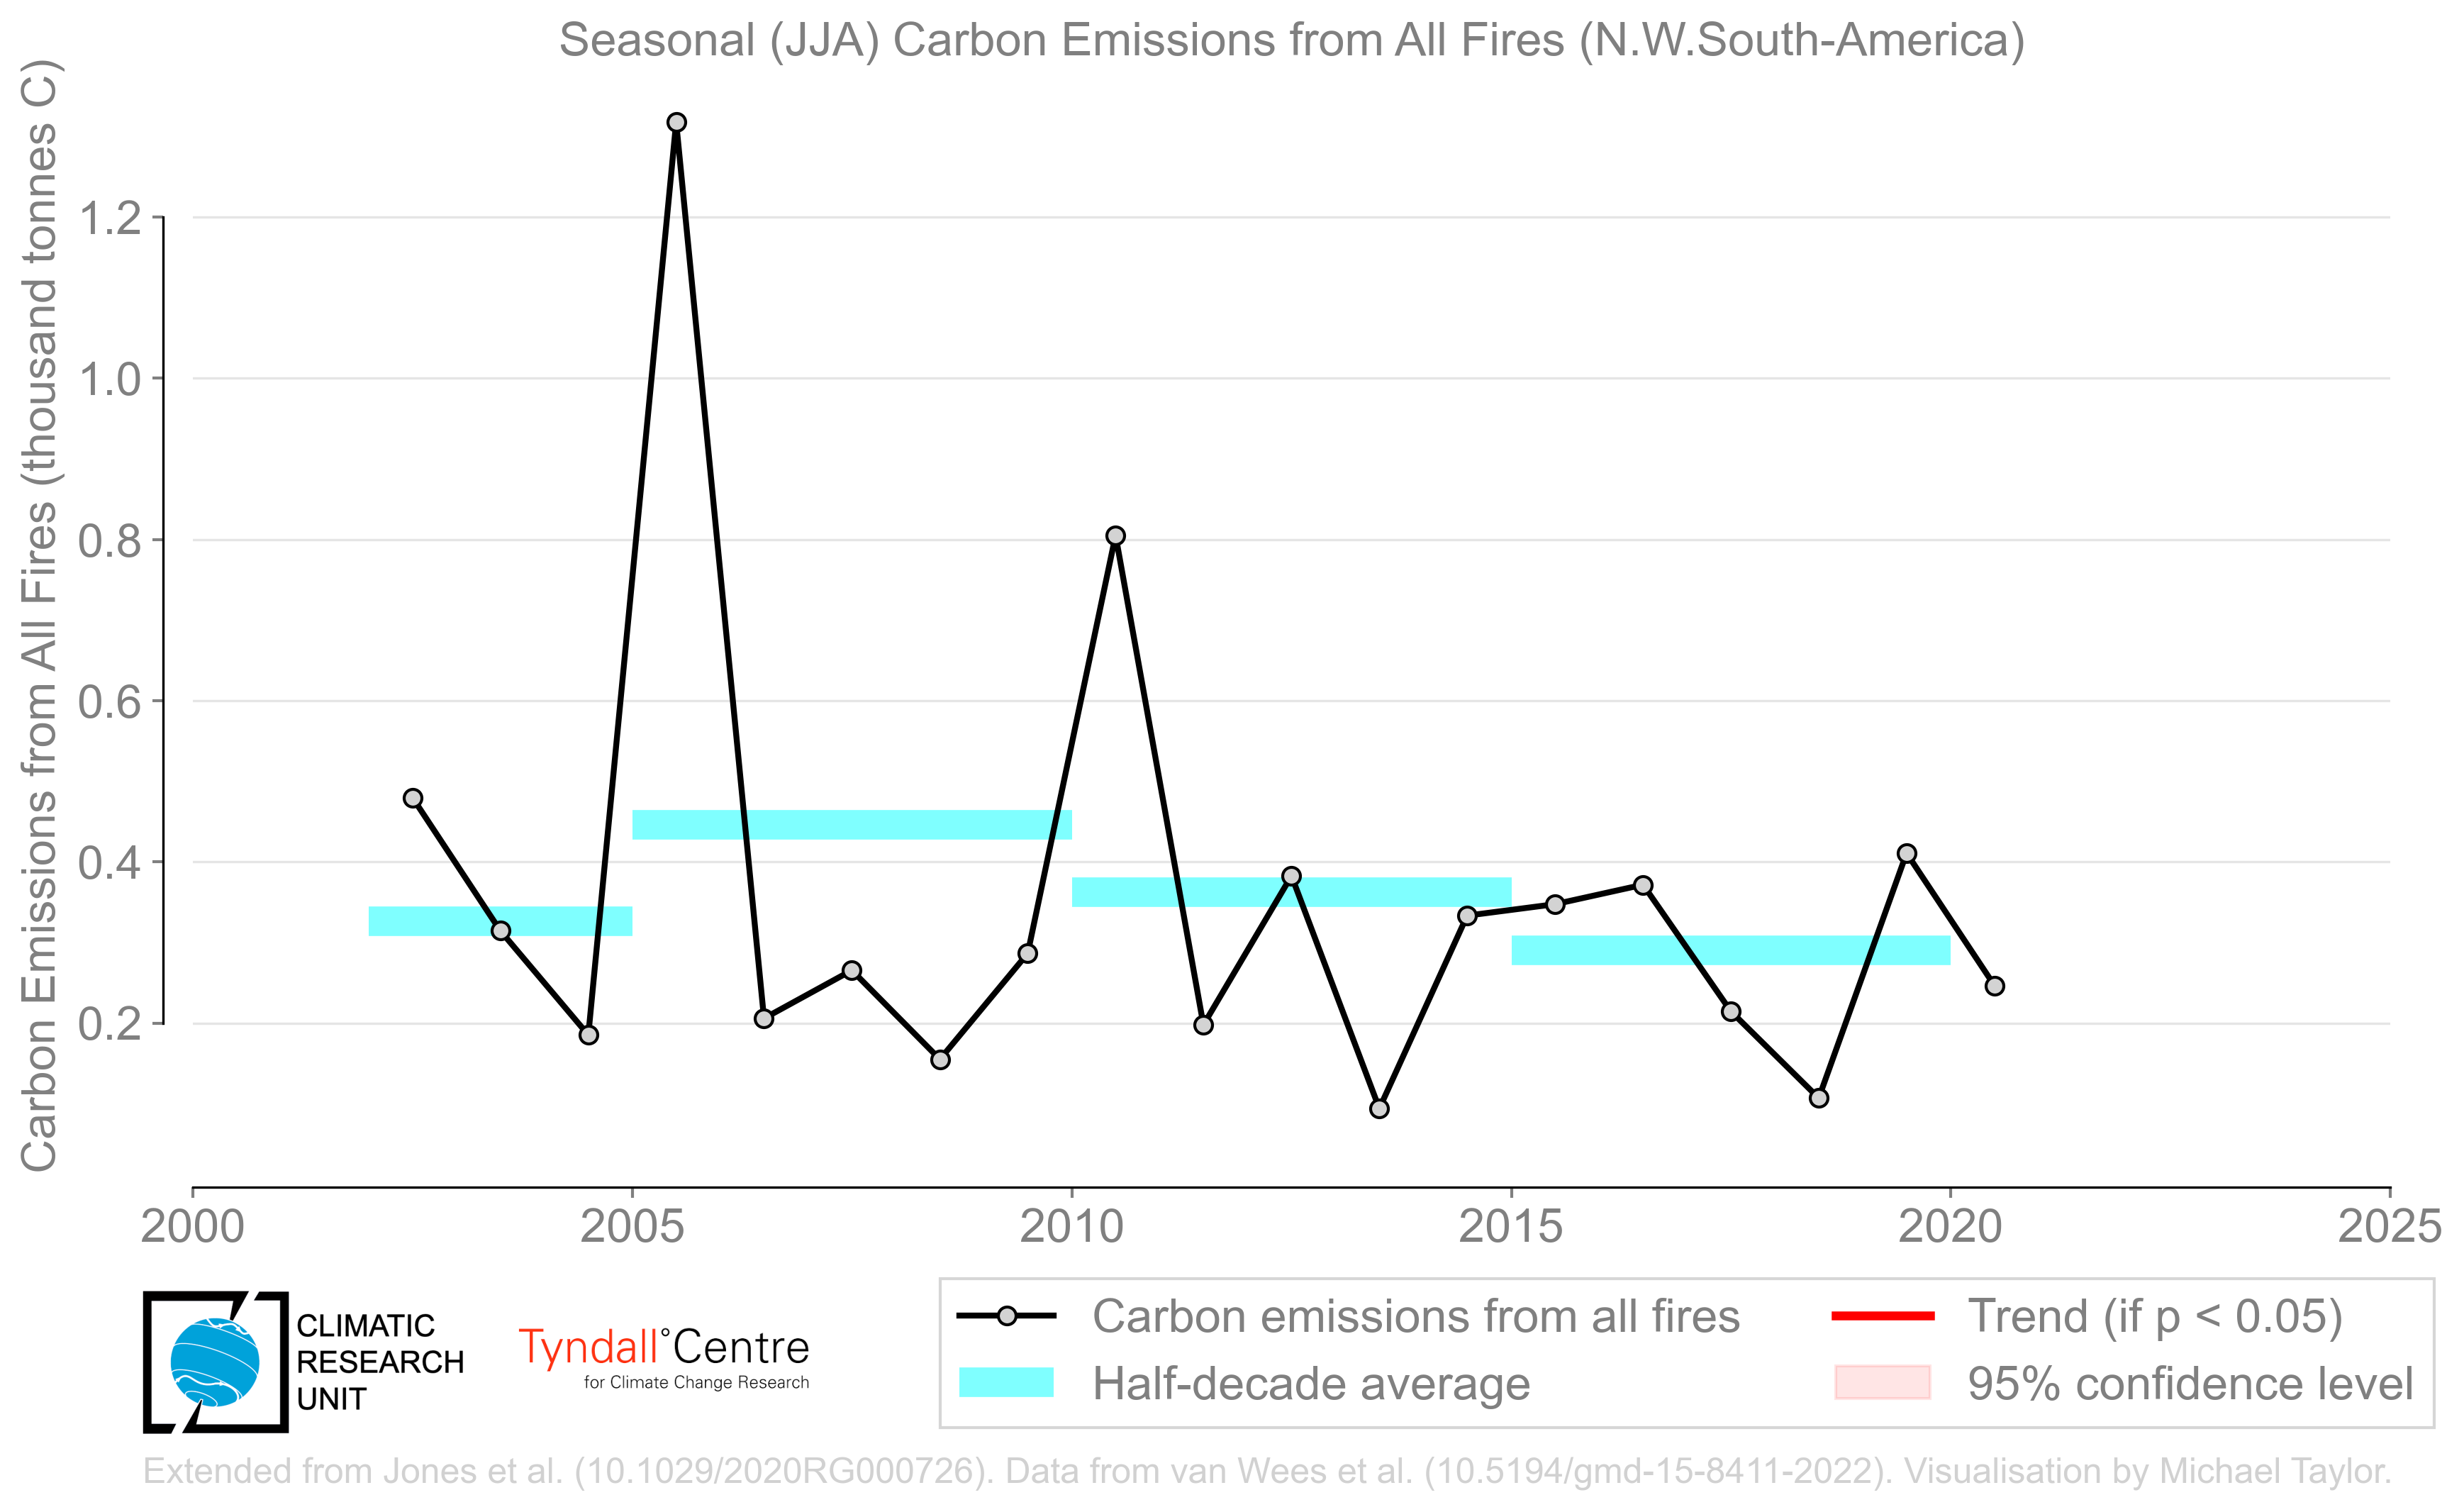 Seasonal (JJA) Carbon Emissions from All Fires (N.W.South-America)
Carbon Emissions from All Fires (thousand tonnes C)
1.2
1.0
0.8
0.6
0.4
0.2
2000 2005 2010 2015 2020 2025
CLIMATIC
RESEARCH
UNIT
Tyndall°Centre
for Climate Change Research
Carbon emissions from all fires
Half-decade average
Trend (if p < 0.05)
95% confidence level
Extended from Jones et al. (10.1029/2020RG000726). Data from van Wees et al. (10.5194/gmd-15-8411-2022). Visualisation by Michael Taylor.